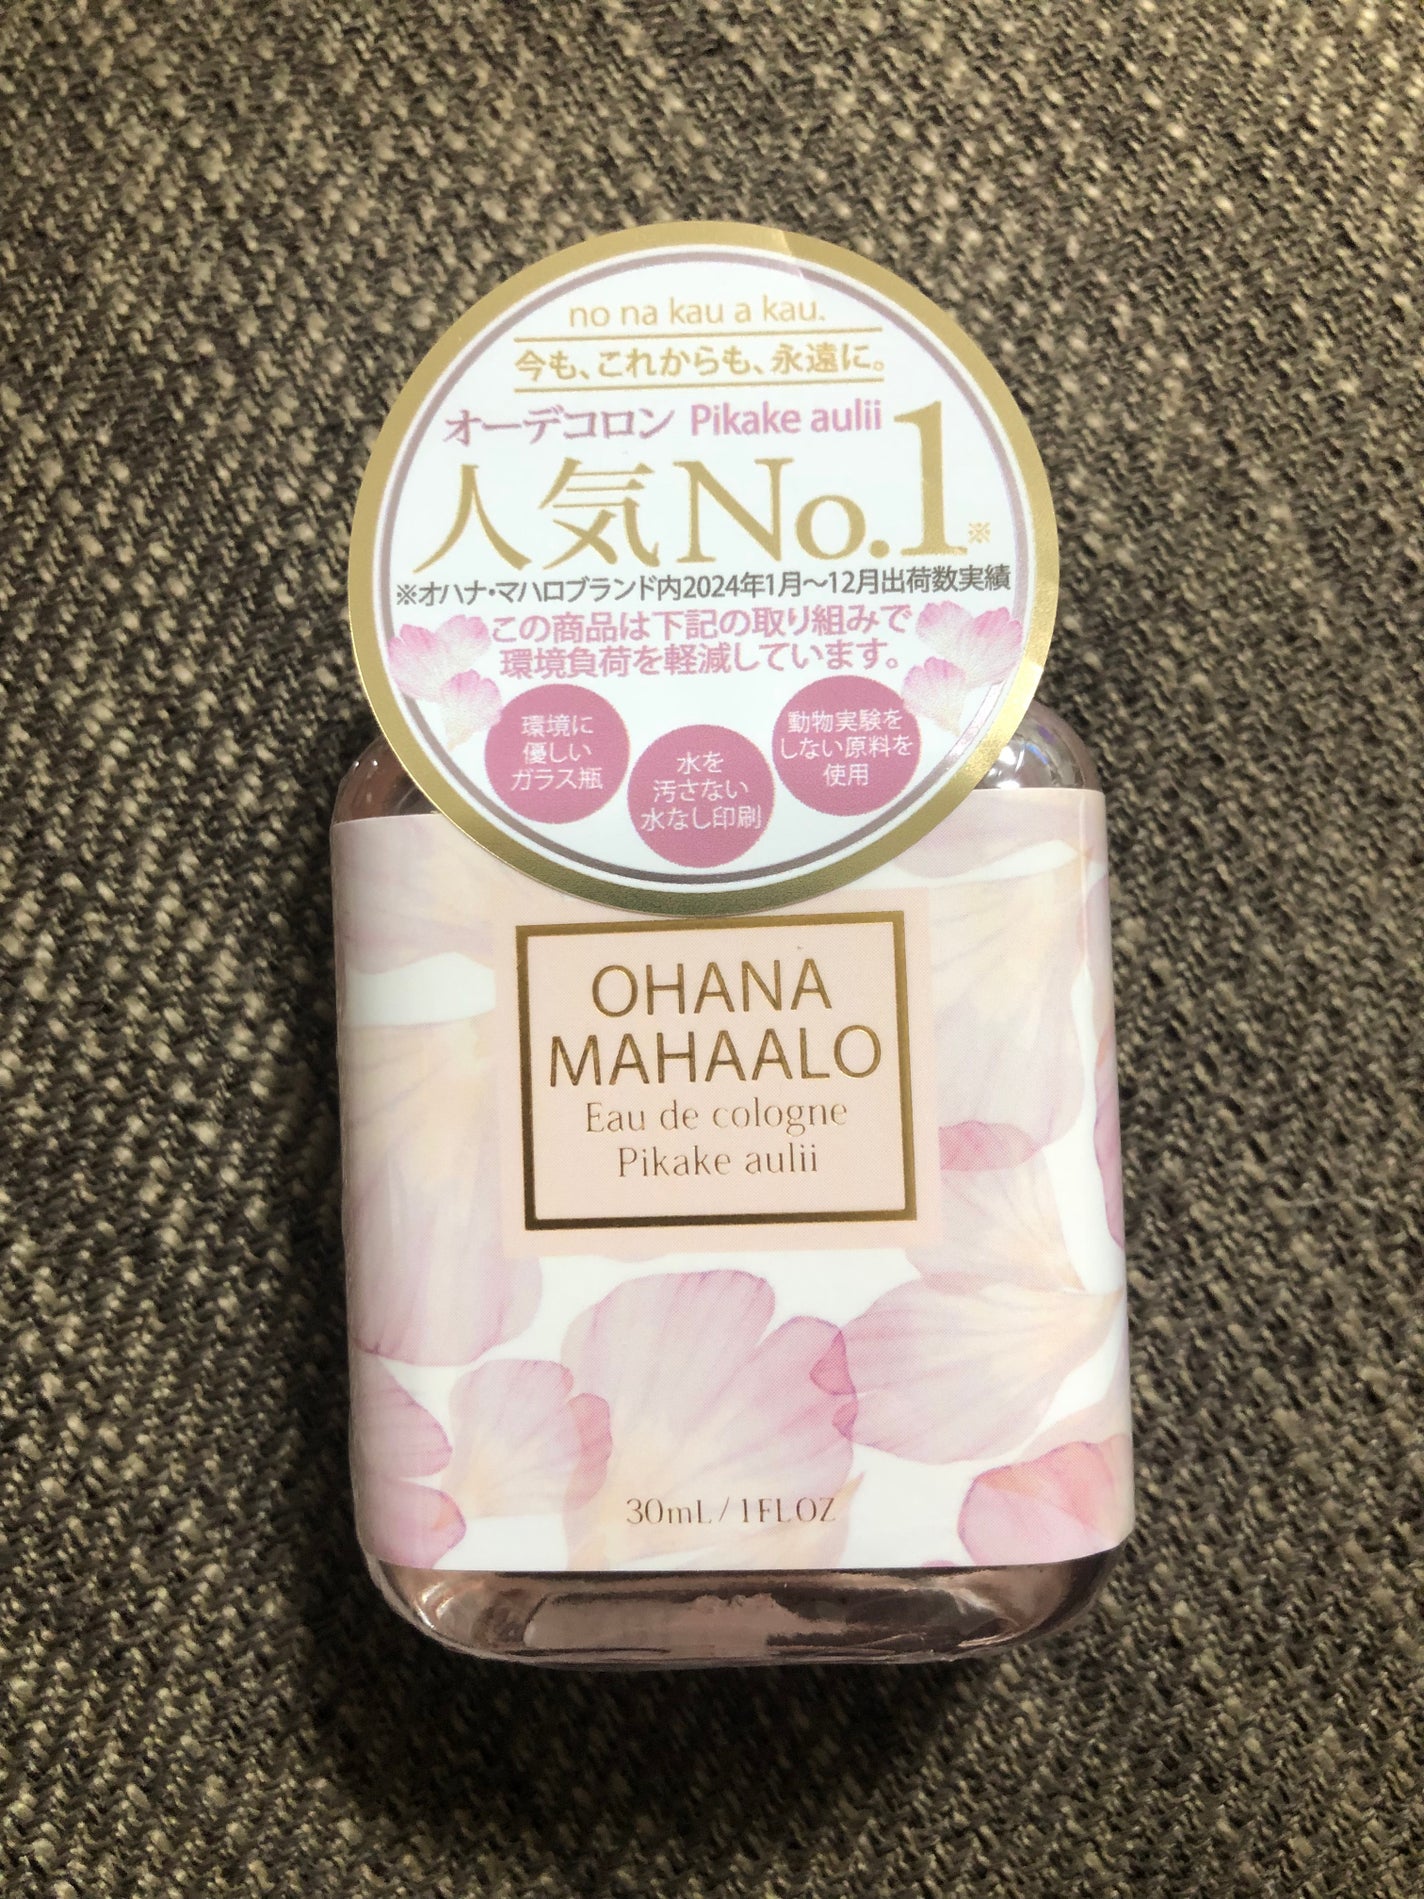 no na kau a kau.
今も、これからも、永遠に。
オーデコロン Pikake aulii
人気No.1※
※オハナ・マハロブランド内2024年1月～12月出荷数実績
この商品は下記の取り組みで
環境負荷を軽減しています。
環境に
優しい
ガラス瓶
水を
汚さない
水なし印刷
動物実験を
しない原料を
使用
OHANA
MAHAALO
Eau de cologne
Pikake aulii
30mL / 1FLOZ